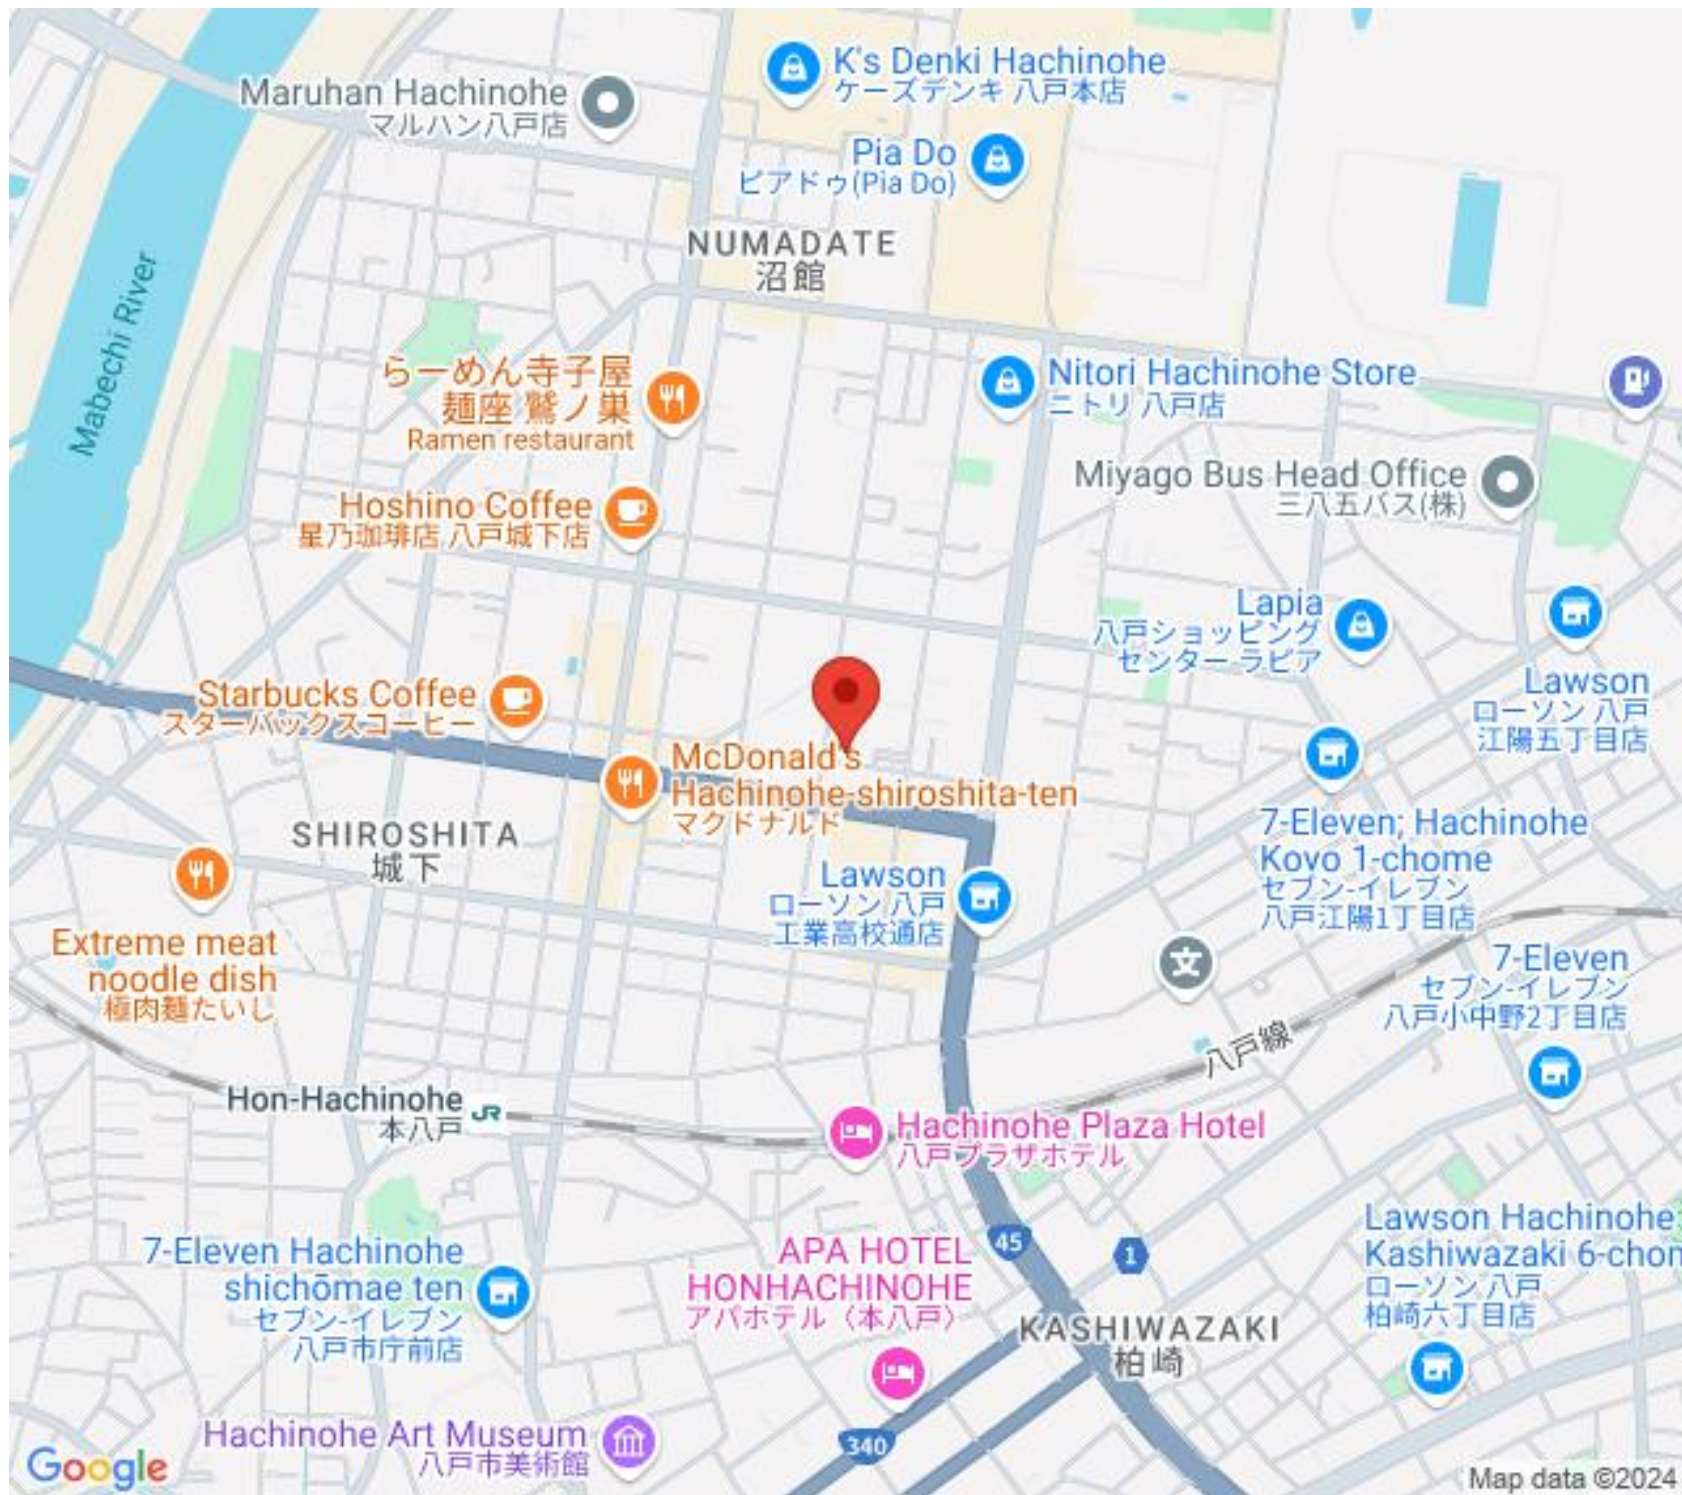 K's Denki Hachinohe
ケーズデンキ 八戸本店
Maruhan Hachinohe
マルハン八戸店
Pia Do
ピアドゥ(Pia Do)
NUMADATE
沼館
Mabechi River
らーめん寺子屋
麺座 鷲ノ巣
Ramen restaurant
Nitori Hachinohe Store
ニトリ 八戸店
Miyago Bus Head Office
三八五バス(株)
Hoshino Coffee
星乃珈琲店 八戸城下店
Lapia
八戸ショッピング
センター ラピア
Lawson
ローソン 八戸
江陽五丁目店
Starbucks Coffee
スターバックスコーヒー
McDonald's
Hachinohe-shiroshita-ten
マクドナルド
SHIROSHITA
城下
7-Eleven; Hachinohe
Koyo 1-chome
セブン-イレブン
八戸江陽1丁目店
Lawson
ローソン 八戸
工業高校通店
文
Extreme meat
noodle dish
極肉麺たいし
7-Eleven
セブン-イレブン
八戸小中野2丁目店
八戸線
Hon-Hachinohe
本八戸
JR
Hachinohe Plaza Hotel
八戸プラザホテル
7-Eleven Hachinohe
shichōmae ten
セブン-イレブン
八戸市庁前店
APA HOTEL
HONHACHINOHE
アパホテル〈本八戸〉
45
1
Lawson Hachinohe
Kashiwazaki 6-chom
ローソン 八戸
柏崎六丁目店
KASHIWAZAKI
柏崎
Hachinohe Art Museum
八戸市美術館
340
Google
Map data ©2024